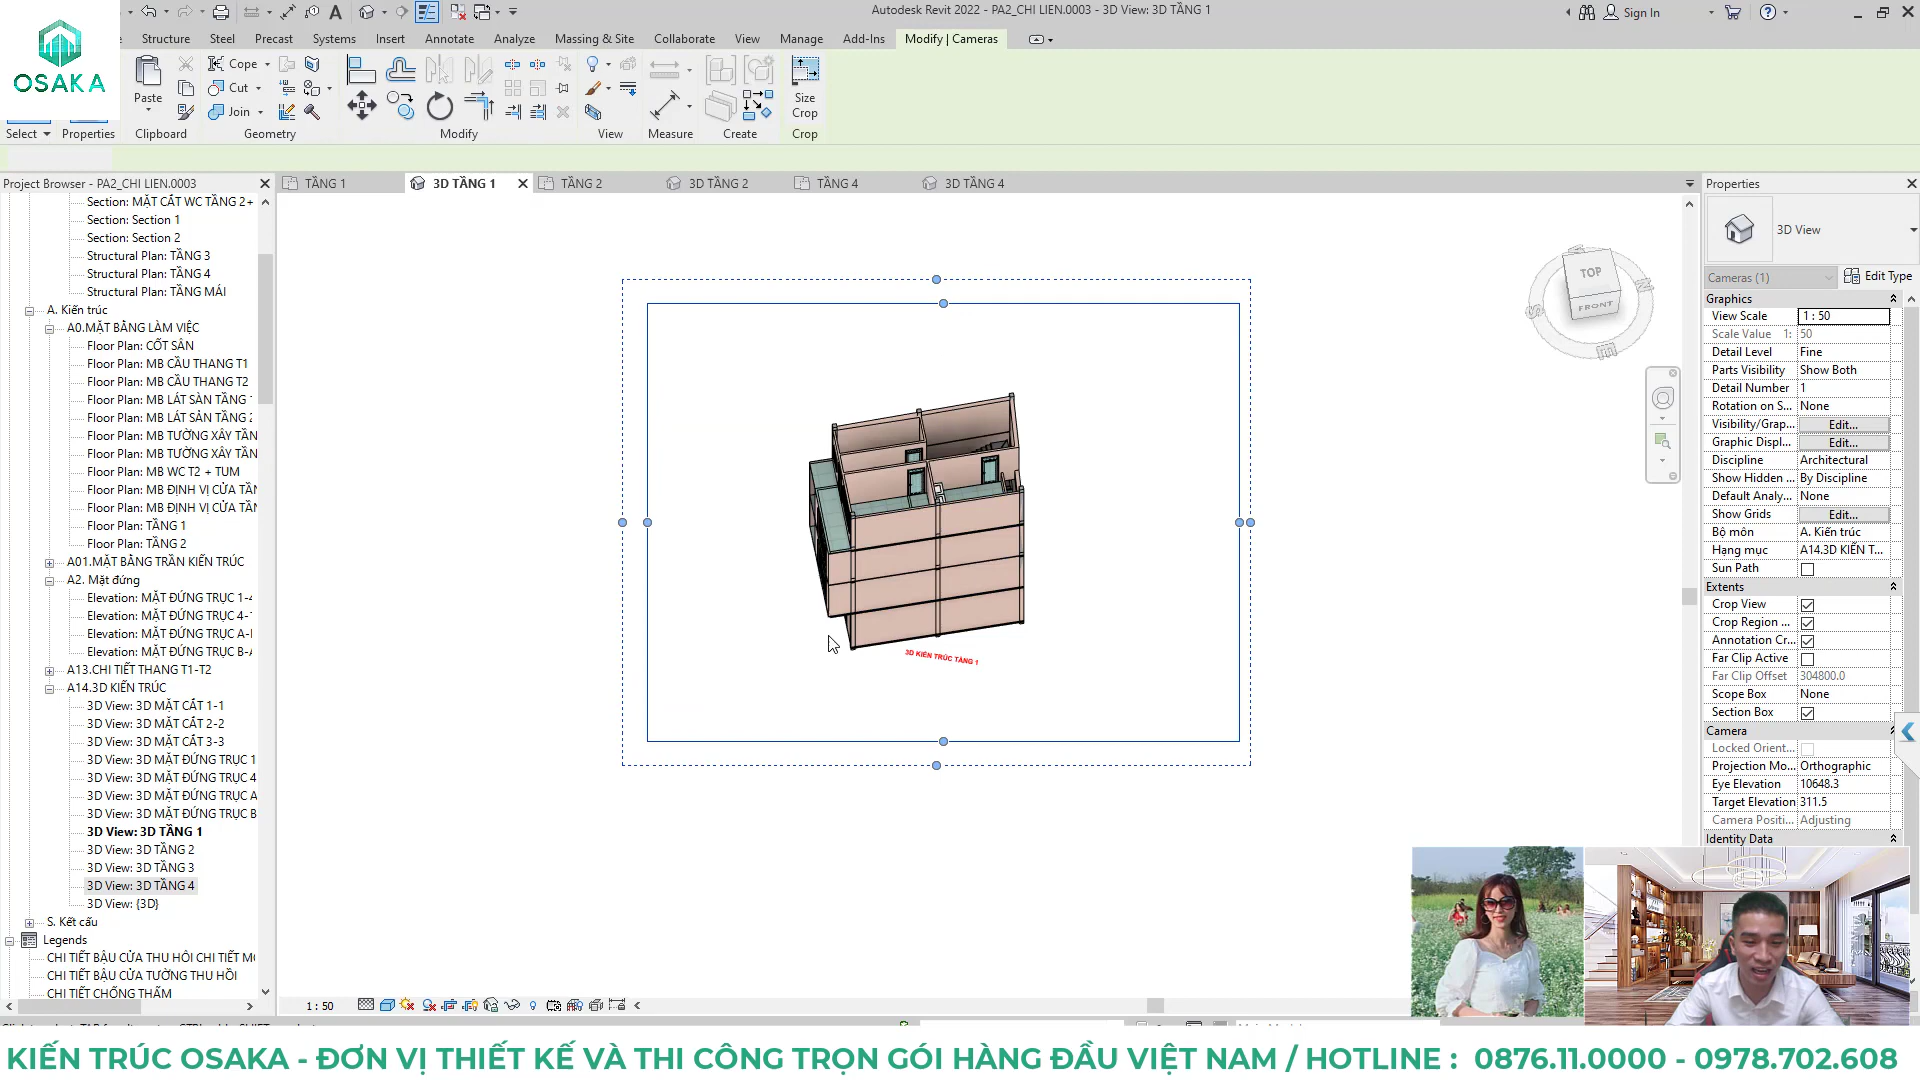 Autodesk Revit 2022 - PA2_CHI LIEN.0003 - 3D View: 3D TẦNG 1
Sign In
OSAKA
Structure Steel Precast Systems Insert Annotate Analyze Massing & Site Collaborate View Manage Add-Ins Modify | Cameras
Paste
Cope
Cut
Join
Size
Crop
Select Properties Clipboard Geometry Modify View Measure Create Crop
Project Browser - PA2_CHI LIEN.0003
TẦNG 1 3D TẦNG 1 TẦNG 2 3D TẦNG 2 TẦNG 4 3D TẦNG 4
Section: MẶT CẮT WC TẦNG 2+
Section: Section 1
Section: Section 2
Structural Plan: TẦNG 3
Structural Plan: TẦNG 4
Structural Plan: TẦNG MÁI
A. Kiến trúc
A0.MẶT BẰNG LÀM VIỆC
Floor Plan: CỐT SÂN
Floor Plan: MB CẦU THANG T1
Floor Plan: MB CẦU THANG T2
Floor Plan: MB LÁT SÀN TẦNG
Floor Plan: MB LÁT SÀN TẦNG 2
Floor Plan: MB TƯỜNG XÂY TẦN
Floor Plan: MB TƯỜNG XÂY TẦN
Floor Plan: MB WC T2 + TUM
Floor Plan: MB ĐỊNH VỊ CỬA TẦN
Floor Plan: MB ĐỊNH VỊ CỬA TẦN
Floor Plan: TẦNG 1
Floor Plan: TẦNG 2
A01.MẶT BẰNG TRẦN KIẾN TRÚC
A2. Mặt đứng
Elevation: MẶT ĐỨNG TRỤC 1-4
Elevation: MẶT ĐỨNG TRỤC 4-1
Elevation: MẶT ĐỨNG TRỤC A-
Elevation: MẶT ĐỨNG TRỤC B-A
A13.CHI TIẾT THANG T1-T2
A14.3D KIẾN TRÚC
3D View: 3D MẶT CẮT 1-1
3D View: 3D MẶT CẮT 2-2
3D View: 3D MẶT CẮT 3-3
3D View: 3D MẶT ĐỨNG TRỤC 1
3D View: 3D MẶT ĐỨNG TRỤC 4
3D View: 3D MẶT ĐỨNG TRỤC A
3D View: 3D MẶT ĐỨNG TRỤC B
3D View: 3D TẦNG 1
3D View: 3D TẦNG 2
3D View: 3D TẦNG 3
3D View: 3D TẦNG 4
3D View: {3D}
S. Kết cấu
Legends
CHI TIẾT BẬU CỬA THU HỒI CHI TIẾT
CHI TIẾT BẬU CỬA TƯỜNG THU HỒI
CHI TIẾT CHỐNG THẤM
3D KIẾN TRÚC TẦNG 1
TOP
FRONT
N
S
E
1 : 50
Properties
3D View
Cameras (1) Edit Type
Graphics
View Scale 1 : 50
Scale Value 1: 50
Detail Level Fine
Parts Visibility Show Both
Detail Number 1
Rotation on S... None
Visibility/Grap... Edit...
Graphic Displ... Edit...
Discipline Architectural
Show Hidden ... By Discipline
Default Analy... None
Show Grids Edit...
Bộ môn A. Kiến trúc
Hạng mục A14.3D KIẾN T...
Sun Path
Extents
Crop View
Crop Region ...
Annotation Cr...
Far Clip Active
Far Clip Offset 304800.0
Scope Box None
Section Box
Camera
Locked Orient...
Projection Mo... Orthographic
Eye Elevation 10648.3
Target Elevation 311.5
Camera Positi... Adjusting
Identity Data
KIẾN TRÚC OSAKA - ĐƠN VỊ THIẾT KẾ VÀ THI CÔNG TRỌN GÓI HÀNG ĐẦU VIỆT NAM / HOTLINE : 0876.11.0000 - 0978.702.608